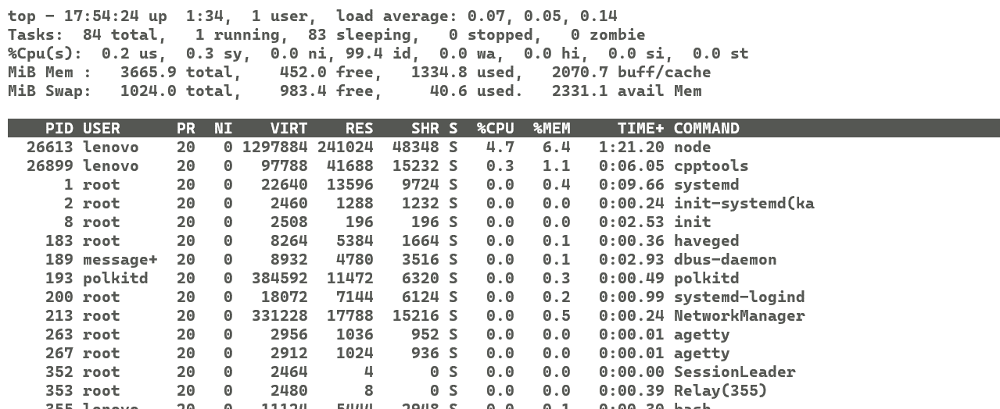 top - 17:54:24 up  1:34,  1 user,  load average: 0.07, 0.05, 0.14
Tasks:  84 total,   1 running,  83 sleeping,   0 stopped,   0 zombie
%Cpu(s):  0.2 us,  0.3 sy,  0.0 ni, 99.4 id,  0.0 wa,  0.0 hi,  0.0 si,  0.0 st
MiB Mem :   3665.9 total,    452.0 free,   1334.8 used,   2070.7 buff/cache
MiB Swap:   1024.0 total,    983.4 free,     40.6 used.   2331.1 avail Mem
    PID USER      PR  NI    VIRT    RES    SHR S  %CPU  %MEM     TIME+ COMMAND
  26613 lenovo    20   0 1297884 241024  48348 S   4.7   6.4   1:21.20 node
  26899 lenovo    20   0   97788  41688  15232 S   0.3   1.1   0:06.05 cpptools
      1 root      20   0   22640  13596   9724 S   0.0   0.4   0:09.66 systemd
      2 root      20   0    2460   1288   1232 S   0.0   0.0   0:00.24 init-systemd(ka
      8 root      20   0    2508    196    196 S   0.0   0.0   0:02.53 init
    183 root      20   0    8264   5384   1664 S   0.0   0.1   0:00.36 haveged
    189 message+  20   0    8932   4780   3516 S   0.0   0.1   0:02.93 dbus-daemon
    193 polkitd   20   0  384592  11472   6320 S   0.0   0.3   0:00.49 polkitd
    200 root      20   0   18072   7144   6124 S   0.0   0.2   0:00.99 systemd-logind
    213 root      20   0  331228  17788  15216 S   0.0   0.5   0:00.24 NetworkManager
    263 root      20   0    2956   1036    952 S   0.0   0.0   0:00.01 agetty
    267 root      20   0    2912   1024    936 S   0.0   0.0   0:00.01 agetty
    352 root      20   0    2464      4      0 S   0.0   0.0   0:00.00 SessionLeader
    353 root      20   0    2480      8      0 S   0.0   0.0   0:00.39 Relay(355)
    355 lenovo    20   0   11124   5444   2948 S   0.0   0.1   0:00.30 bash